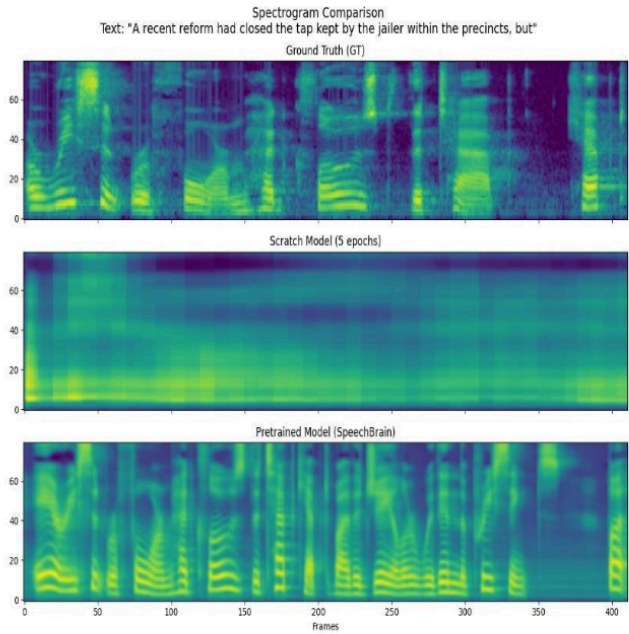 Spectrogram Comparison
Text: "A recent reform had closed the tap kept by the jailer within the precincts, but"
Ground Truth (GT)
80
60
40
20
0
Scratch Model (5 epochs)
60
40
20
0
Pretrained Model (SpeechBrain)
80
60
40
20
0
0 50 100 150 200 250 300 350 400
Frames